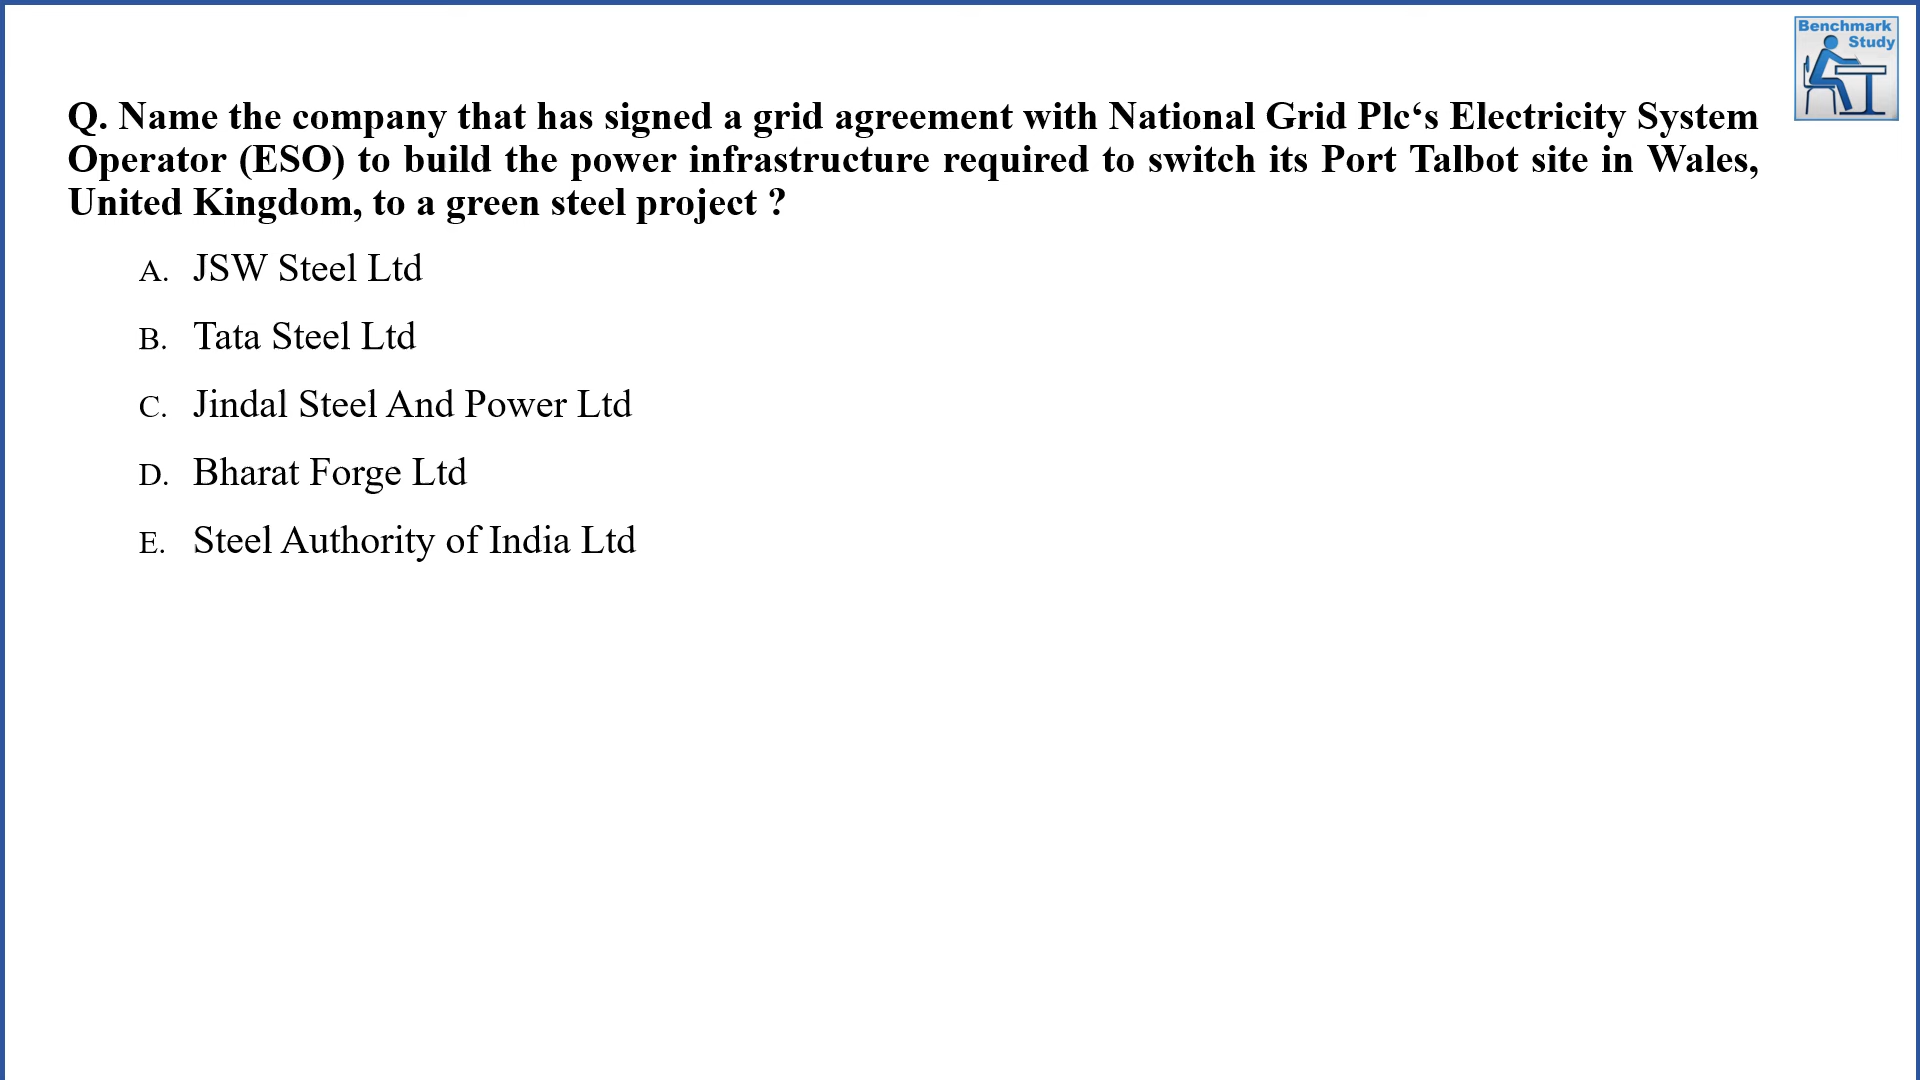 Benchmark
Study
Q. Name the company that has signed a grid agreement with National Grid Plc‘s Electricity System
Operator (ESO) to build the power infrastructure required to switch its Port Talbot site in Wales,
United Kingdom, to a green steel project ?
A. JSW Steel Ltd
B. Tata Steel Ltd
C. Jindal Steel And Power Ltd
D. Bharat Forge Ltd
E. Steel Authority of India Ltd